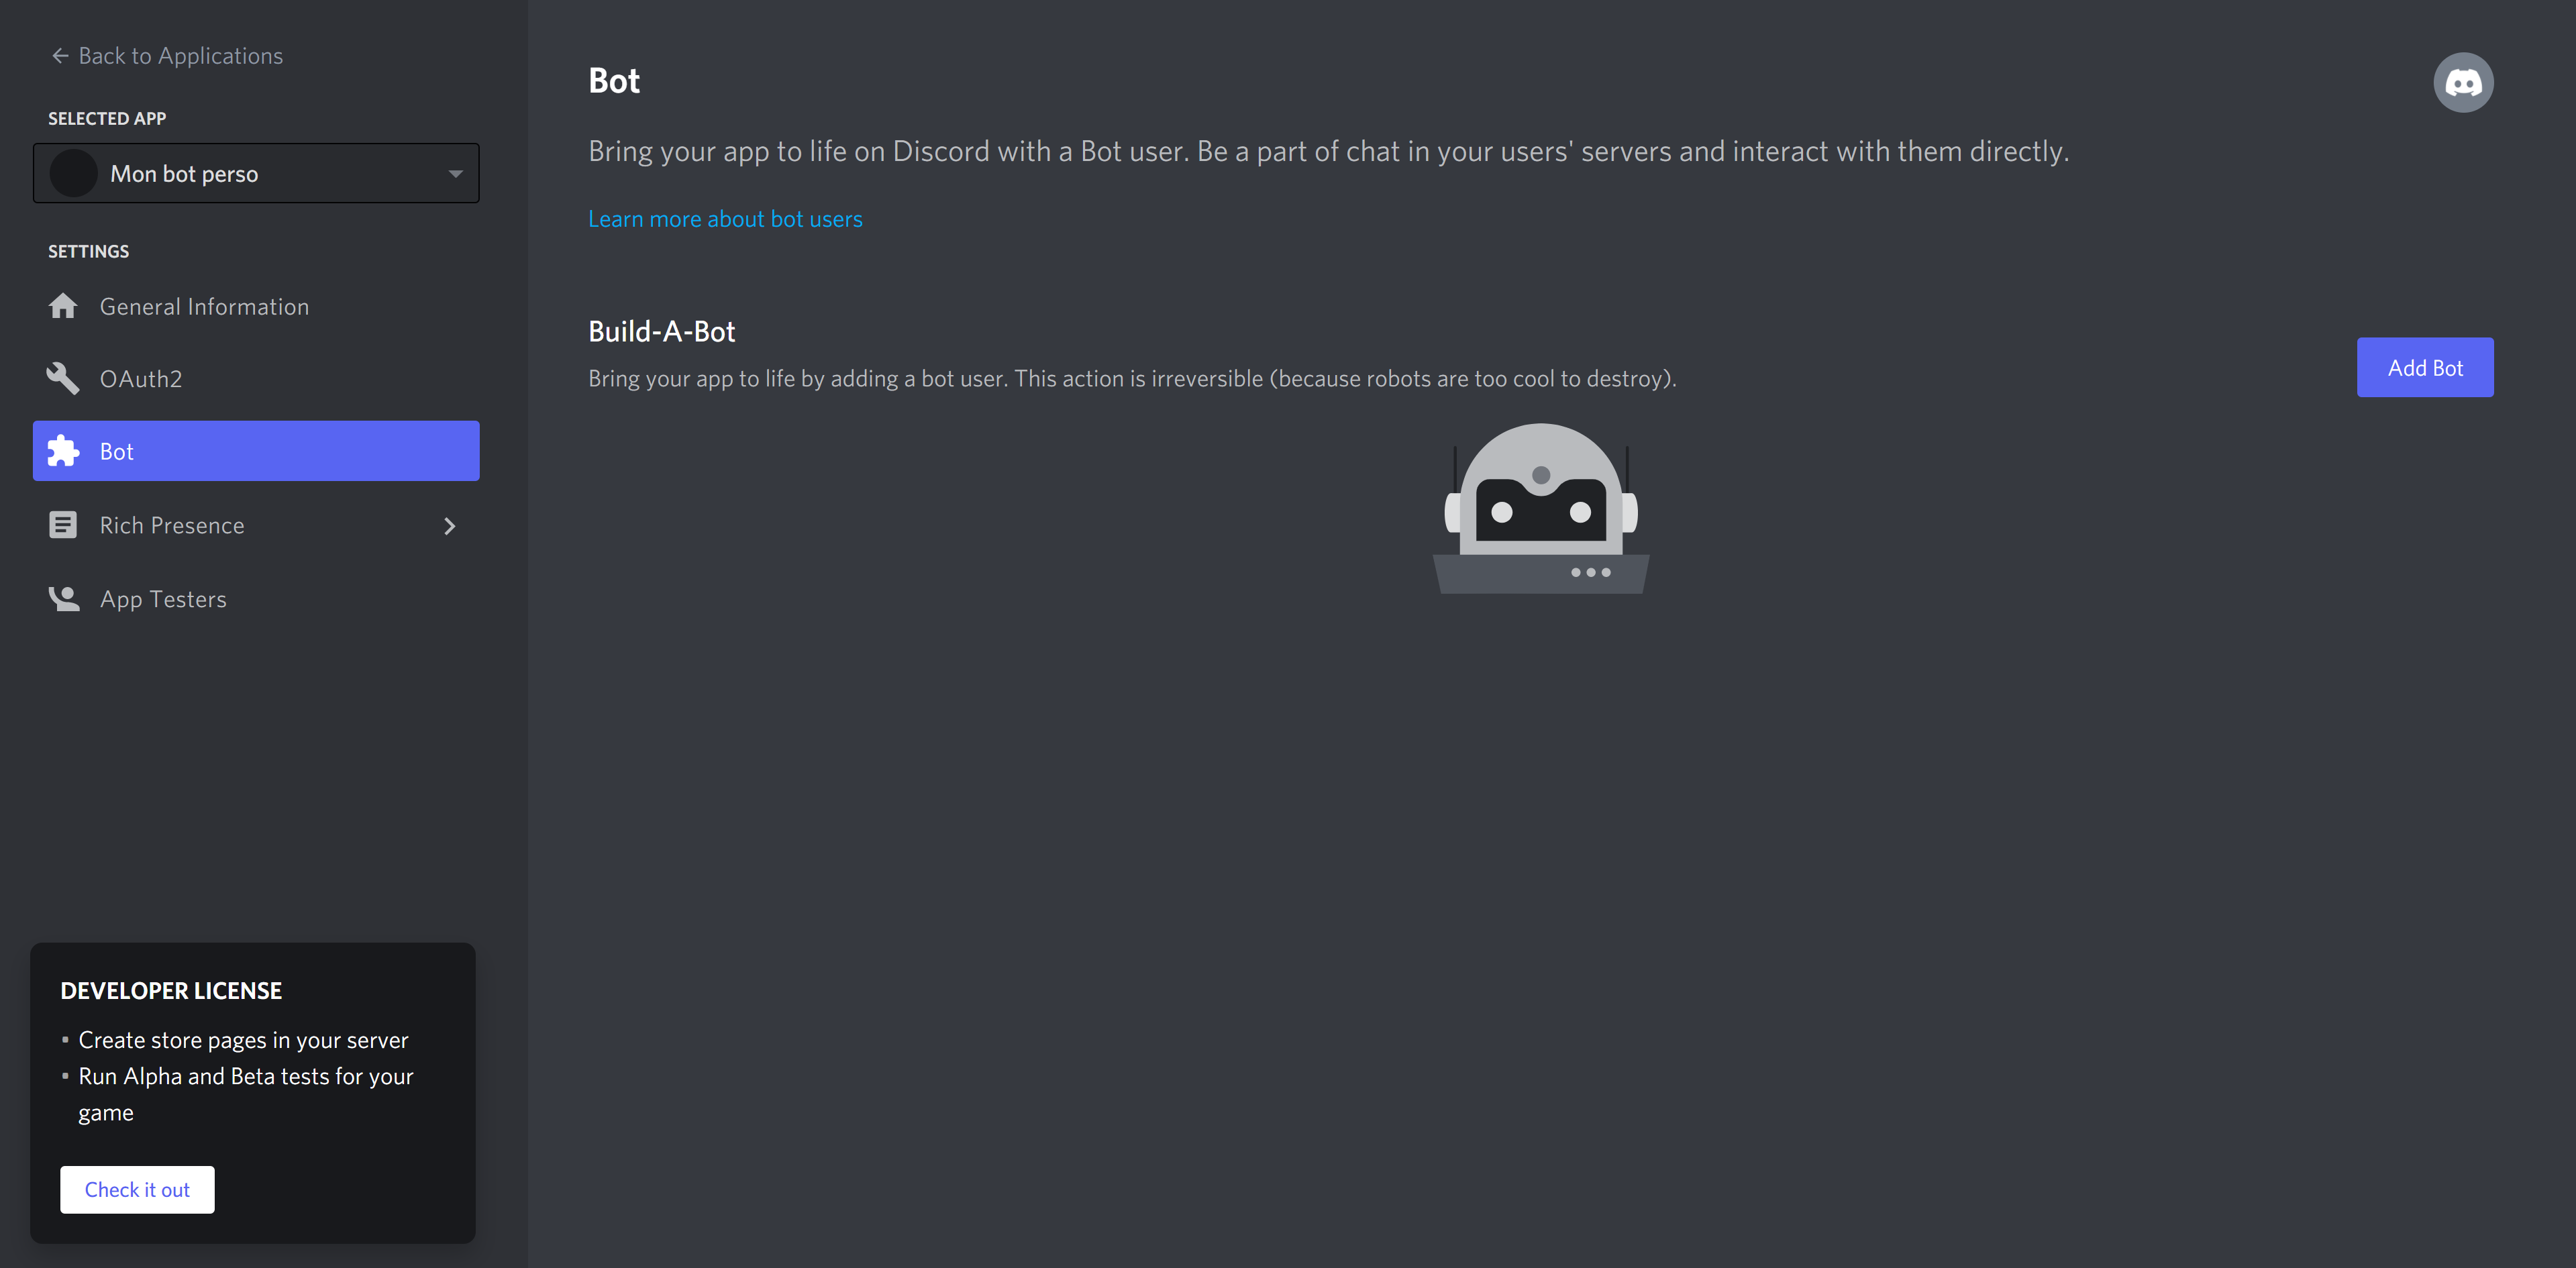 Back to Applications
SELECTED APP
Mon bot perso
SETTINGS
General Information
OAuth2
Bot
Rich Presence
App Testers
DEVELOPER LICENSE
Create store pages in your server
Run Alpha and Beta tests for your
game
Check it out
Bot
Bring your app to life on Discord with a Bot user. Be a part of chat in your users' servers and interact with them directly.
Learn more about bot users
Build-A-Bot
Bring your app to life by adding a bot user. This action is irreversible (because robots are too cool to destroy).
Add Bot